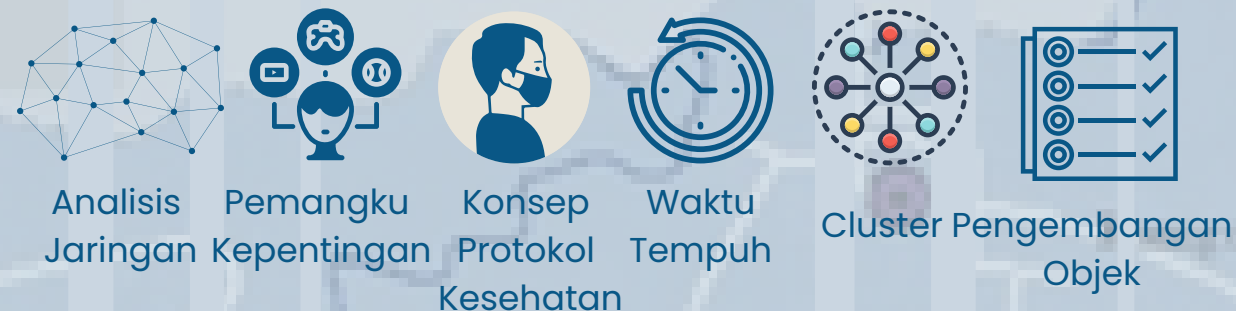 Analisis
Jaringan
Pemangku
Kepentingan
Konsep
Protokol
Kesehatan
Waktu
Tempuh
Cluster
Pengembangan
Objek